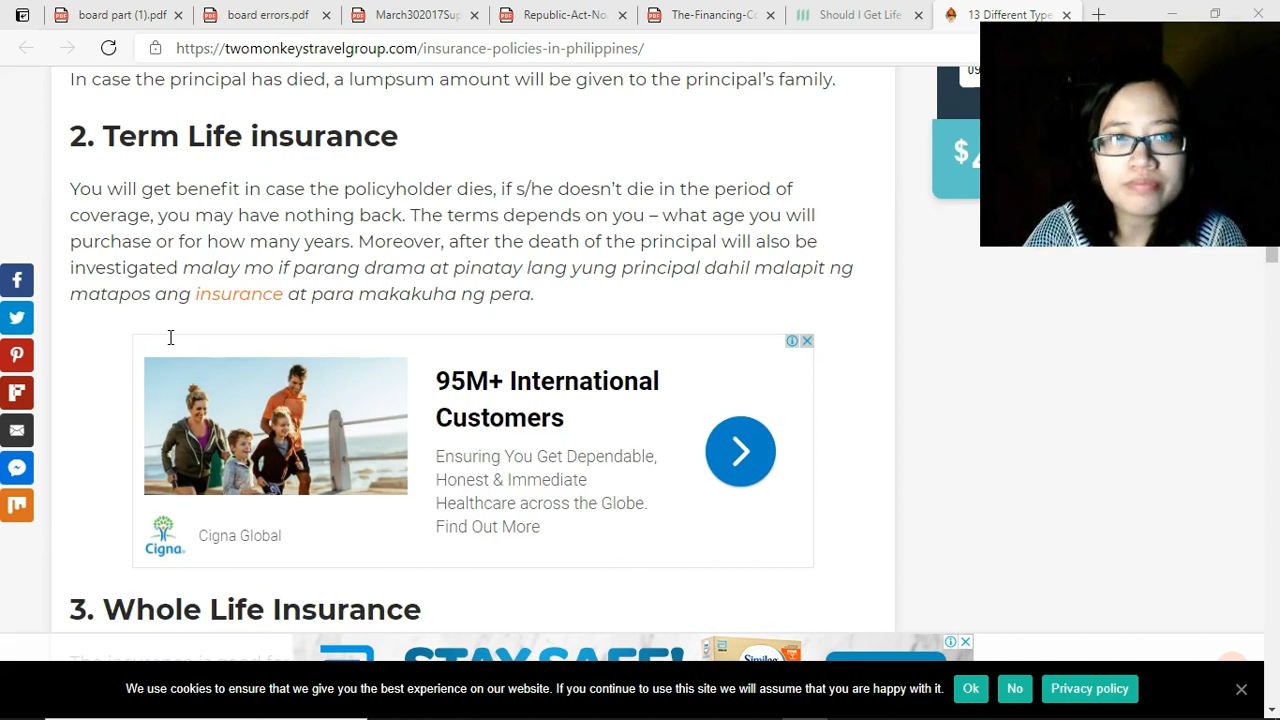 board part (1).pdf
board errors.pdf
March302017Sup
Republic-Act-No.
The-Financing-Co
Should I Get Life
13 Different Type
https://twomonkeystravelgroup.com/insurance-policies-in-philippines/
In case the principal has died, a lumpsum amount will be given to the principal's family.
09
$
2. Term Life insurance
You will get benefit in case the policyholder dies, if s/he doesn't die in the period of
coverage, you may have nothing back. The terms depends on you – what age you will
purchase or for how many years. Moreover, after the death of the principal will also be
investigated malay mo if parang drama at pinatay lang yung principal dahil malapit ng
matapos ang insurance at para makakuha ng pera.
95M+ International
Customers
Ensuring You Get Dependable,
Honest & Immediate
Healthcare across the Globe.
Find Out More
Cigna
Cigna Global
3. Whole Life Insurance
STAY SAFE!
Similac
We use cookies to ensure that we give you the best experience on our website. If you continue to use this site we will assume that you are happy with it.
Ok
No
Privacy policy